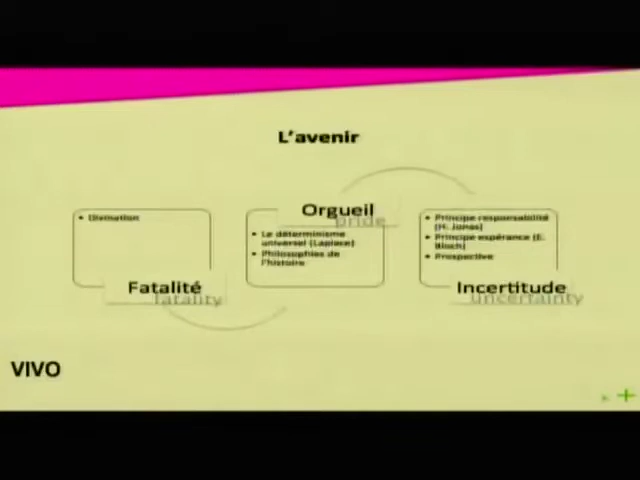 L'avenir
• Divination
Fatalité
fatality
Orgueil
pride
• Le déterminisme
universel (Laplace)
• Philosophies de
l'histoire
• Principe responsabilité
(H. Jonas)
• Principe espérance (E.
Bloch)
• Prospective
Incertitude
uncertainty
VIVO